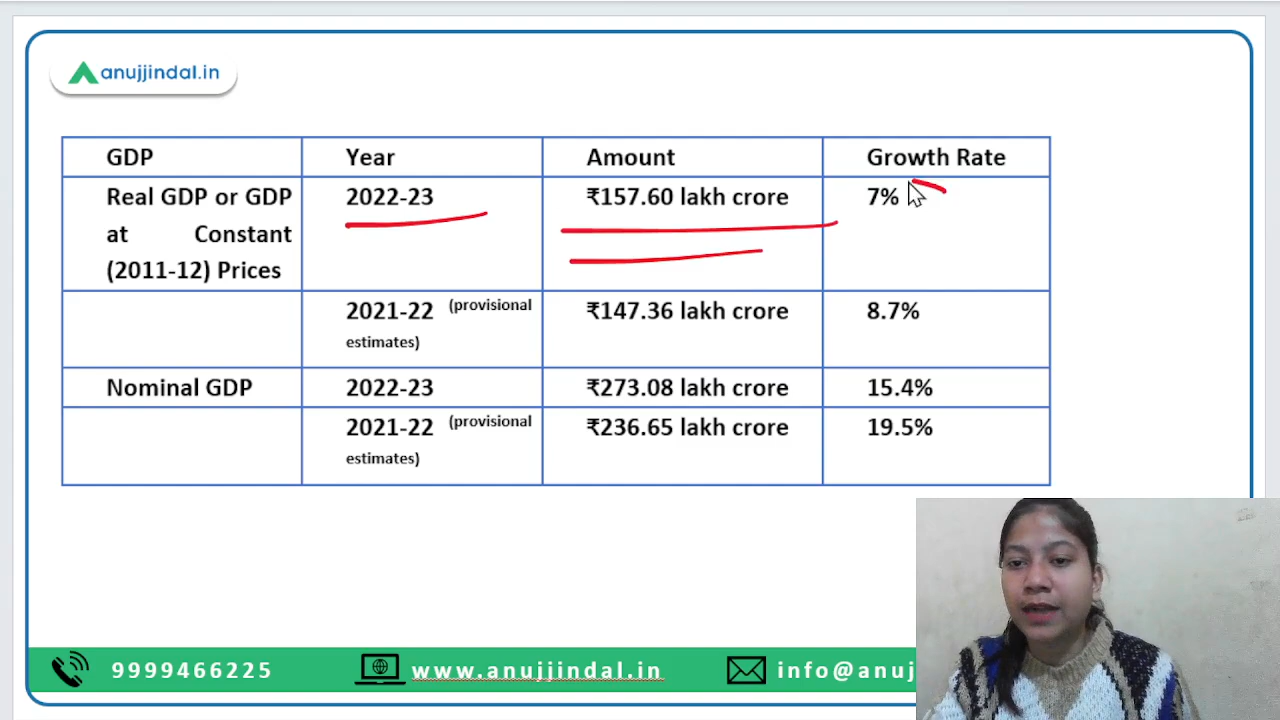 anujjindal.in
GDP Year Amount Growth Rate
Real GDP or GDP 2022-23 ₹157.60 lakh crore 7%
at Constant
(2011-12) Prices
2021-22 (provisional ₹147.36 lakh crore 8.7%
estimates)
Nominal GDP 2022-23 ₹273.08 lakh crore 15.4%
2021-22 (provisional ₹236.65 lakh crore 19.5%
estimates)
9999466225 www.anujjindal.in info@anuj